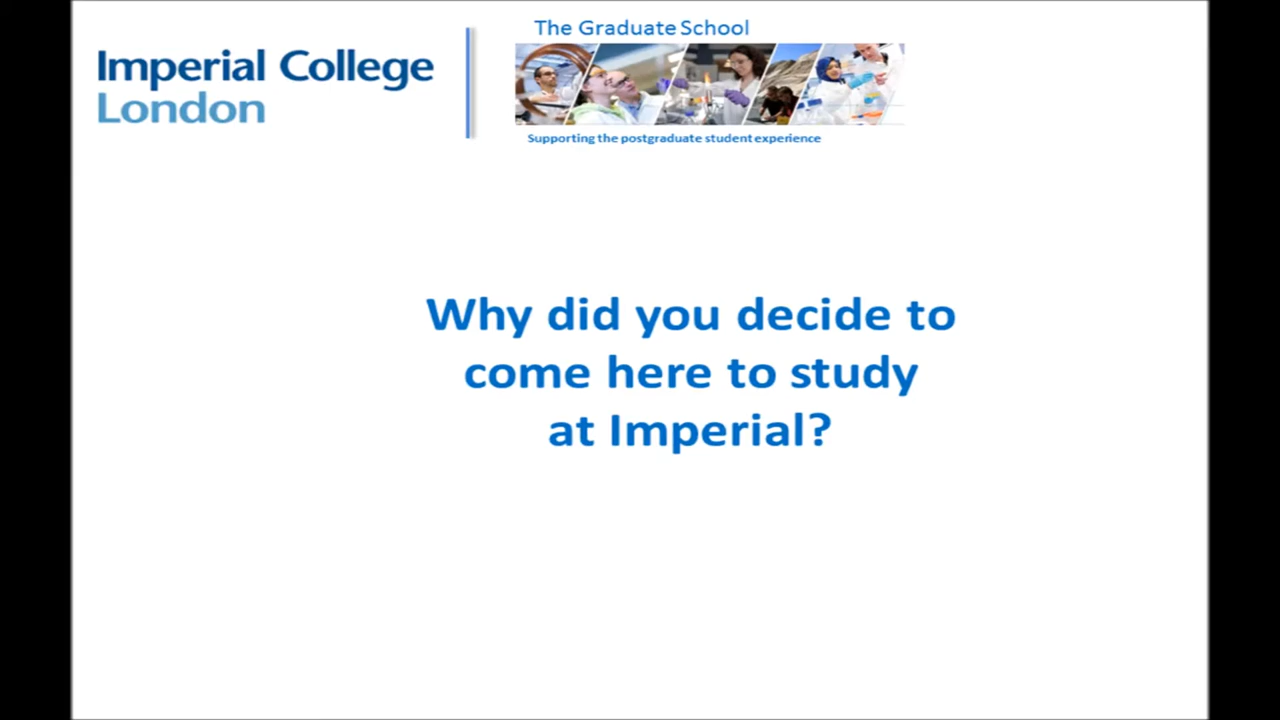 Imperial College
London
The Graduate School
Supporting the postgraduate student experience
Why did you decide to
come here to study
at Imperial?